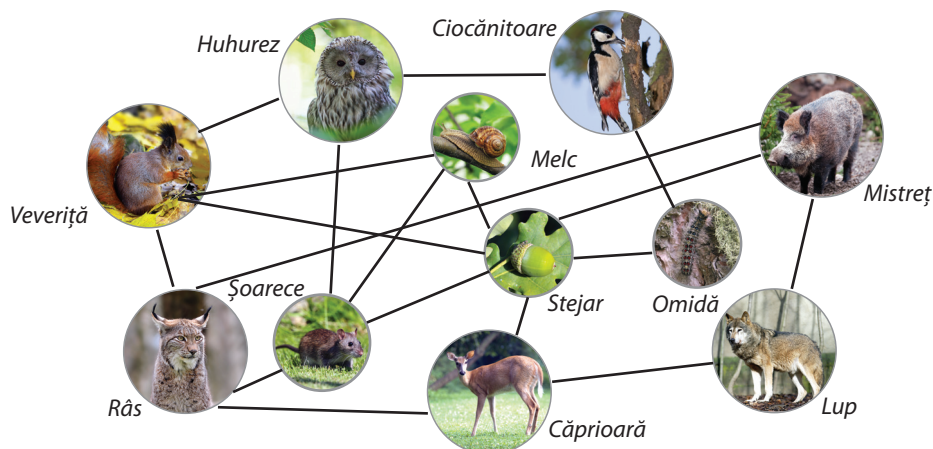 Ciocănitoare
Huhurez
Melc
Mistreț
Veveriță
Șoarece
Stejar
Omidă
Râs
Căprioară
Lup